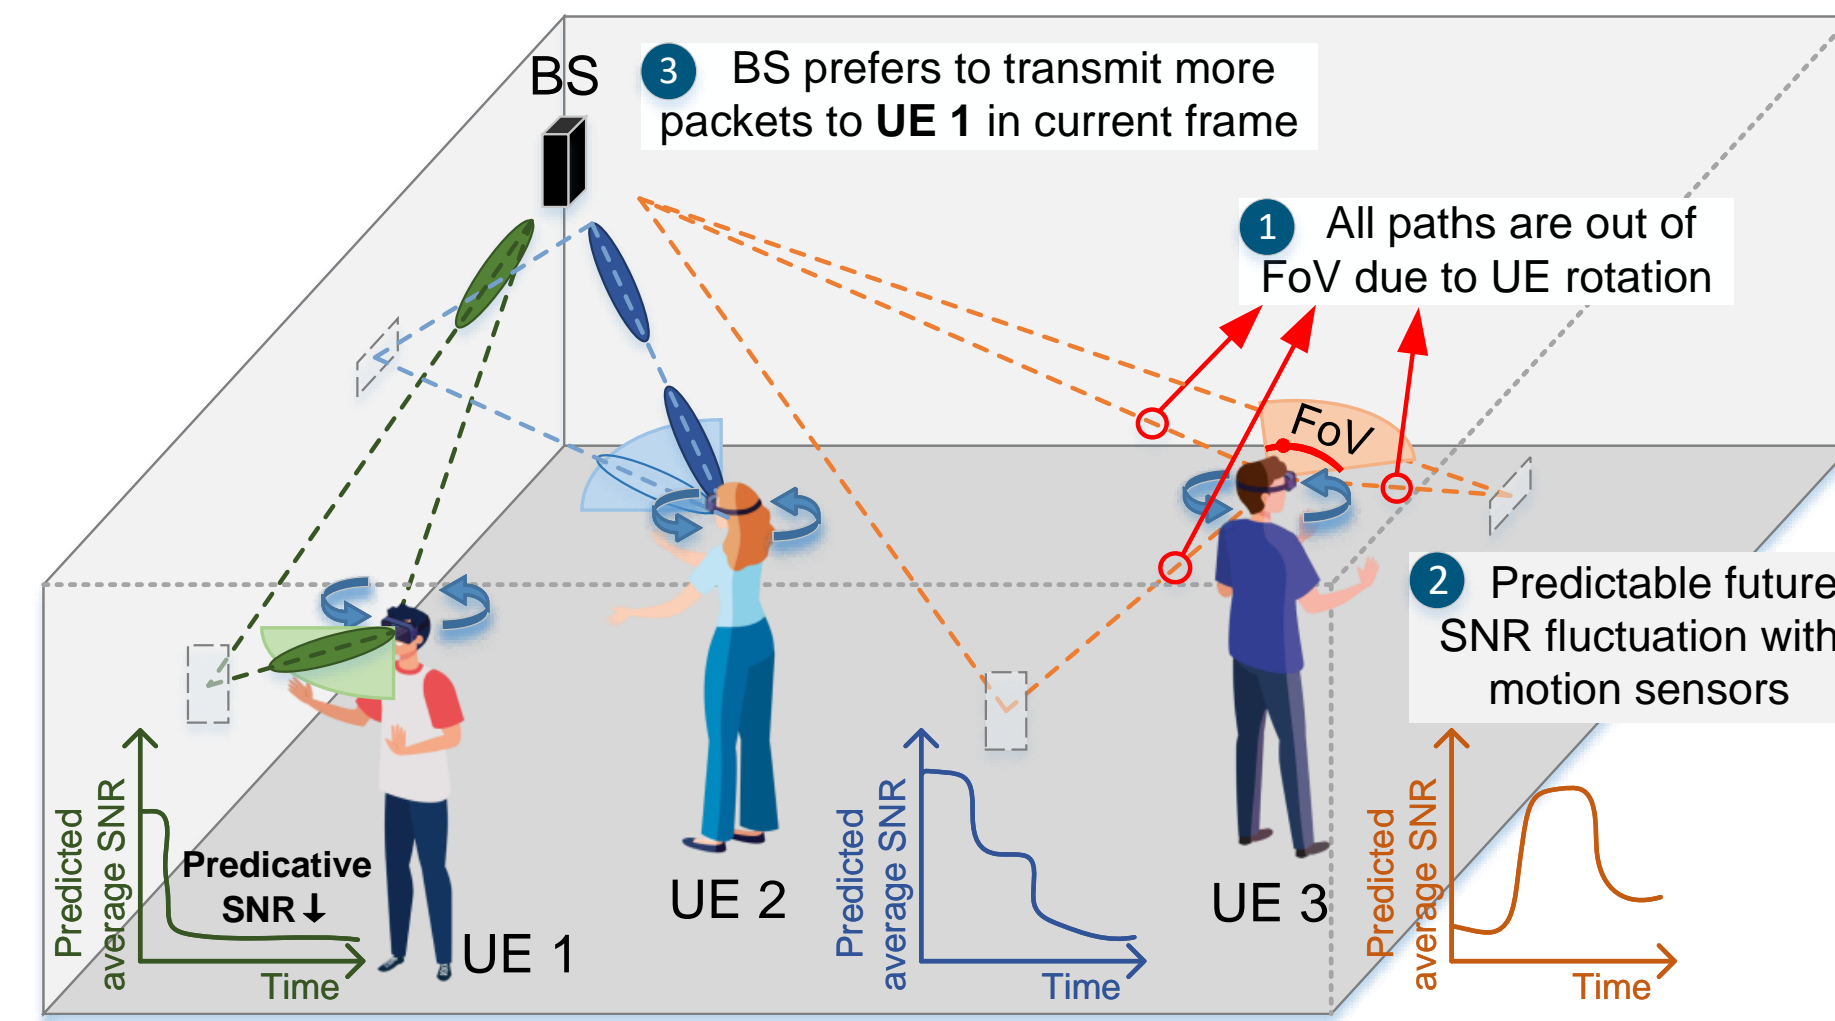 BS
3 BS prefers to transmit more
packets to UE 1 in current frame
1 All paths are out of
FoV due to UE rotation
FoV
2 Predictable future
SNR fluctuation with
motion sensors
Predicted
average SNR
Predicative
SNR↓
Time
UE 1
UE 2
Predicted
average SNR
Time
UE 3
Predicted
average SNR
Time